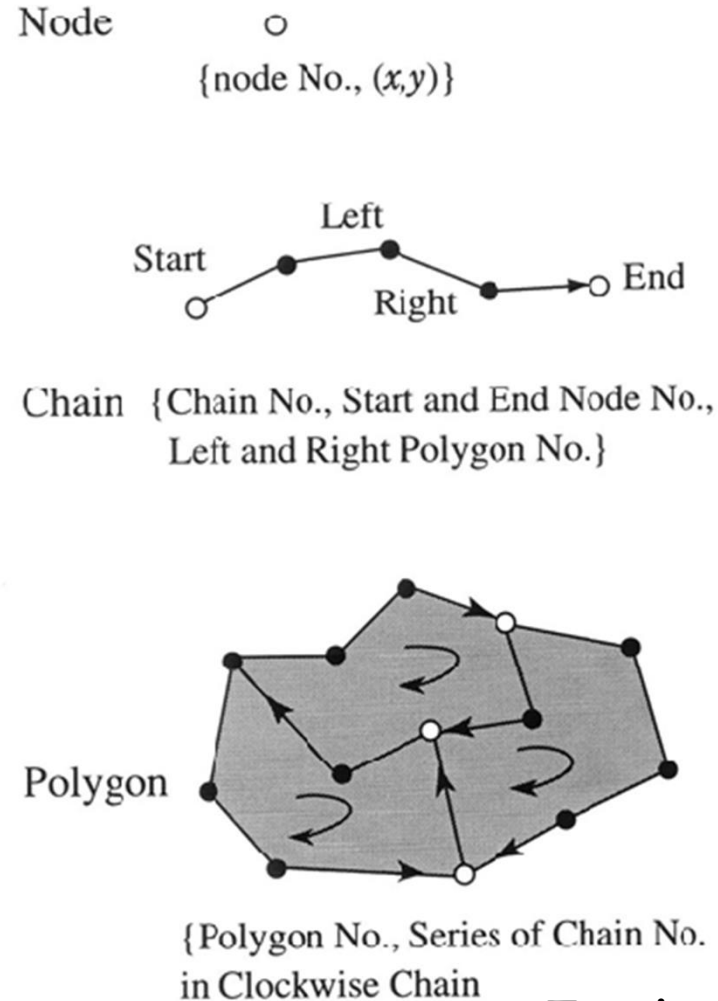 Node
{node No., (x,y)}
Left
Start
End
Right
Chain {Chain No., Start and End Node No.,
Left and Right Polygon No.}
Polygon
{Polygon No., Series of Chain No.
in Clockwise Chain